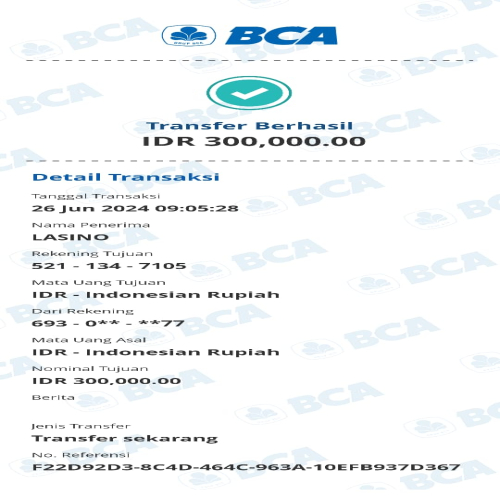 BCA
Transfer Berhasil
IDR 300,000.00
Detail Transaksi
Tanggal Transaksi
26 Jun 2024 09:05:28
Nama Penerima
LASINO
Rekening Tujuan
521 - 134 - 7105
Mata Uang Tujuan
IDR - Indonesian Rupiah
Dari Rekening
693 - 0** - **77
Mata Uang Asal
IDR - Indonesian Rupiah
Nominal Tujuan
IDR 300,000.00
Berita
Jenis Transfer
Transfer sekarang
No. Referensi
F22D92D3-8C4D-464C-963A-10EFB937D367